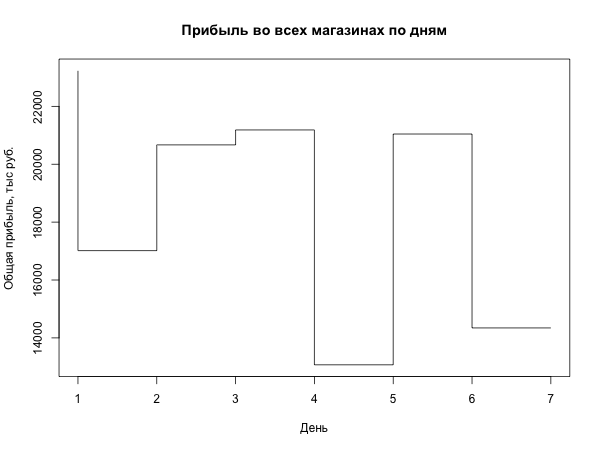 Прибыль во всех магазинах по дням
Общая прибыль, тыс руб.
22000
20000
18000
16000
14000
1 2 3 4 5 6 7
День